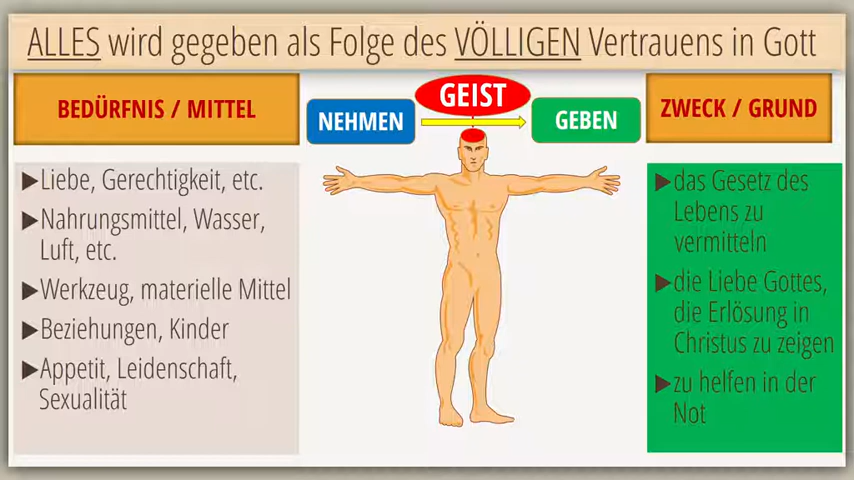 ALLES wird gegeben als Folge des VÖLLIGEN Vertrauens in Gott
BEDÜRFNIS / MITTEL
NEHMEN
GEIST
GEBEN
ZWECK / GRUND
▶Liebe, Gerechtigkeit, etc.
▶Nahrungsmittel, Wasser,
Luft, etc.
▶Werkzeug, materielle Mittel
▶Beziehungen, Kinder
▶Appetit, Leidenschaft,
Sexualität
▶das Gesetz des
Lebens zu
vermitteln
▶die Liebe Gottes,
die Erlösung in
Christus zu zeigen
▶zu helfen in der
Not